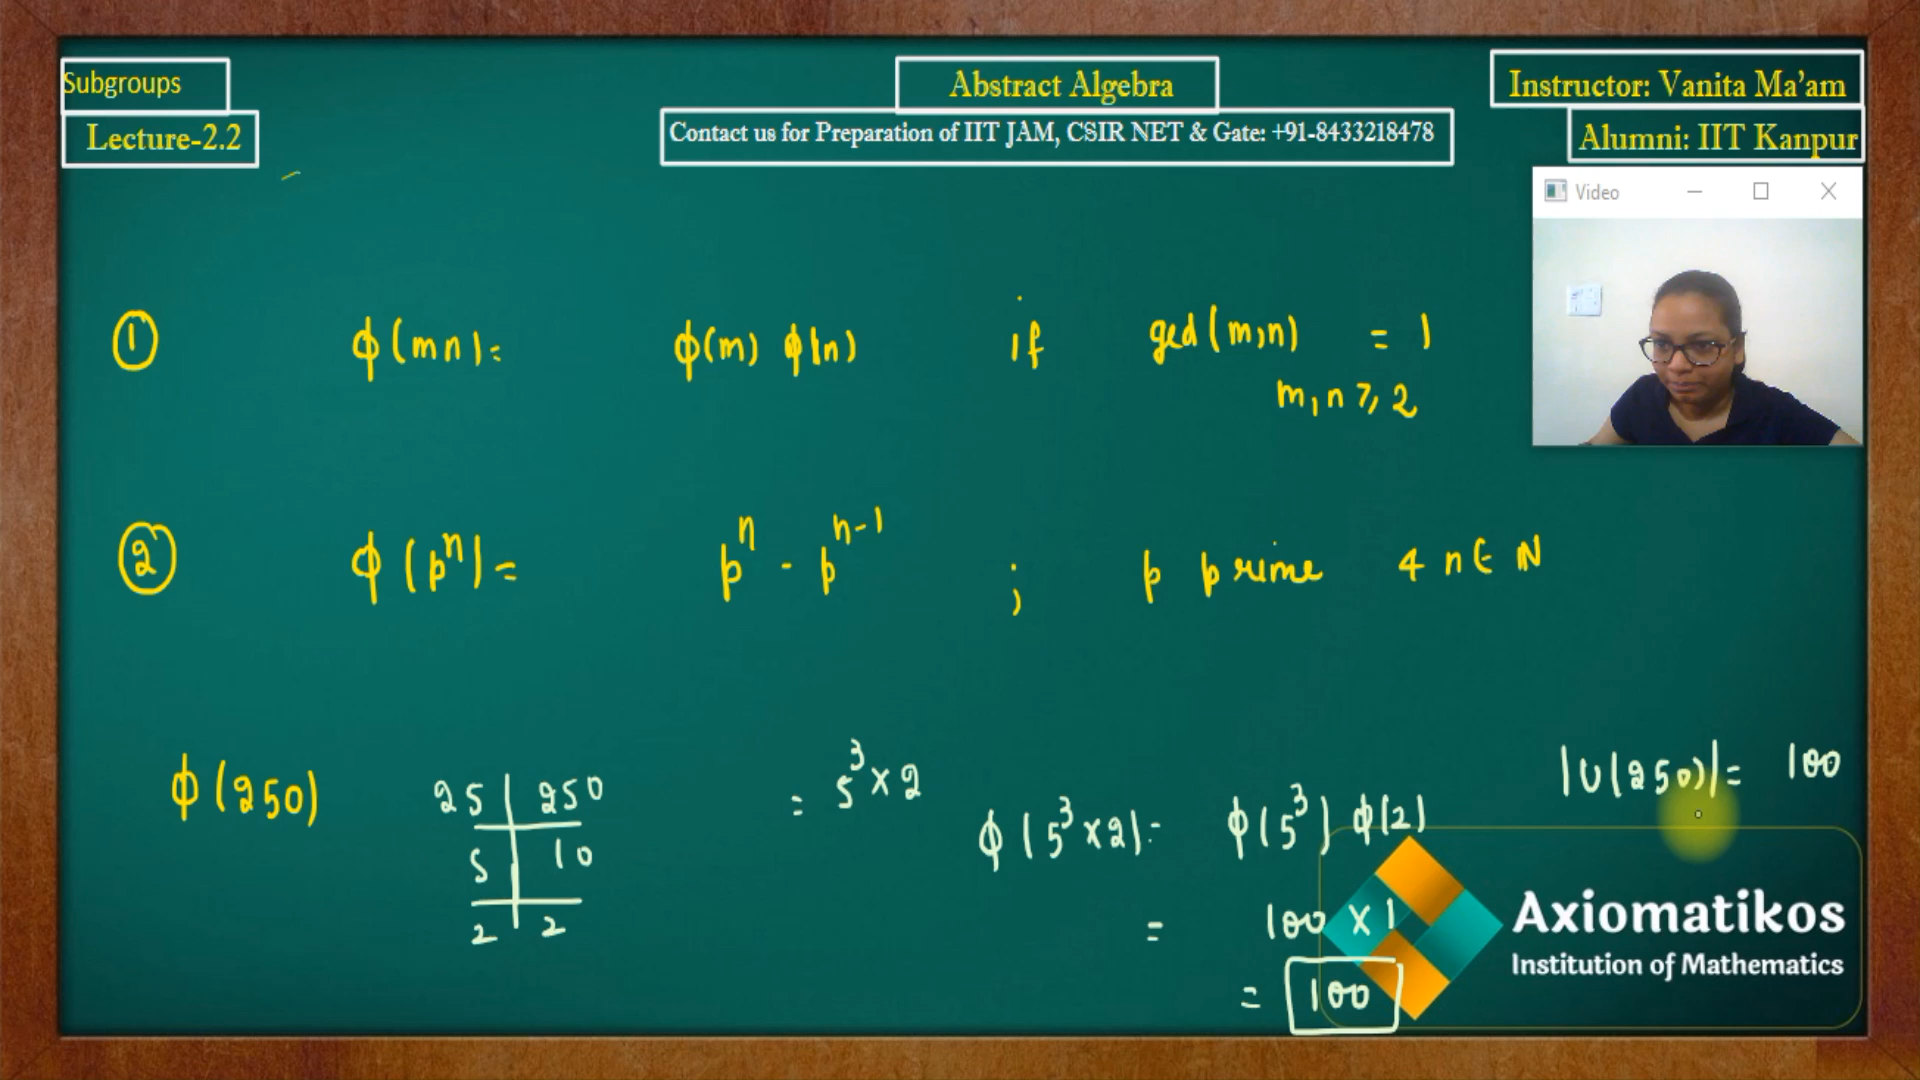 Subgroups
Lecture-2.2
Abstract Algebra
Contact us for Preparation of IIT JAM, CSIR NET & Gate: +91-8433218478
Instructor: Vanita Ma'am
Alumni: IIT Kanpur
Video
① ϕ(mn)= ϕ(m) ϕ(n) if gcd(m,n) = 1
m,n ≥ 2
② ϕ(pⁿ)= pⁿ - pⁿ⁻¹ ; p prime & n∈ℕ
ϕ(250)
25 | 250
5 | 10
2 | 2
= 5³×2
ϕ(5³×2)= ϕ(5³) ϕ(2)
= 100 × 1
= 100
|U(250)|= 100
Axiomatikos
Institution of Mathematics